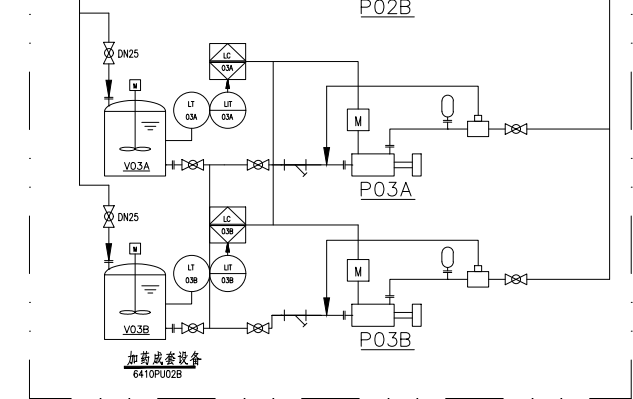 P02B
DN25
LC
03A
M
LT
03A
LIT
03A
M
V03A
P03A
DN25
LC
03B
M
LT
03B
LIT
03B
M
V03B
P03B
加药成套设备
6410PU02B